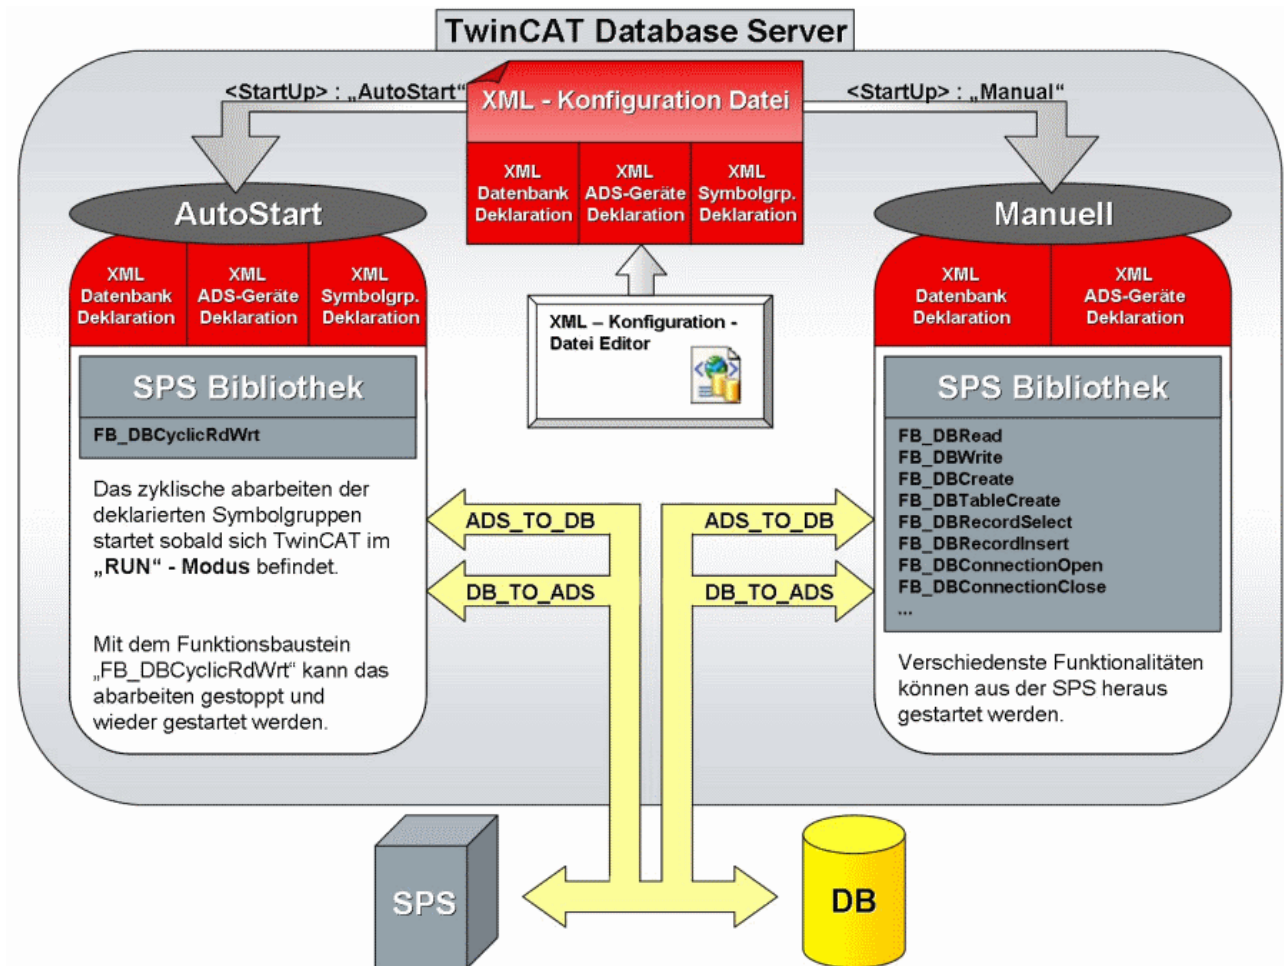 TwinCAT Database Server
<StartUp> : „AutoStart“
XML - Konfiguration Datei
<StartUp> : „Manual“
XML
Datenbank
Deklaration
XML
ADS-Geräte
Deklaration
XML
Symbolgrp.
Deklaration
AutoStart
XML
Datenbank
Deklaration
XML
ADS-Geräte
Deklaration
XML
Symbolgrp.
Deklaration
SPS Bibliothek
FB_DBCyclicRdWrt
Das zyklische abarbeiten der
deklarierten Symbolgruppen
startet sobald sich TwinCAT im
„RUN“ - Modus befindet.
Mit dem Funktionsbaustein
„FB_DBCyclicRdWrt“ kann das
abarbeiten gestoppt und
wieder gestartet werden.
XML – Konfiguration -
Datei Editor
Manuell
XML
Datenbank
Deklaration
XML
ADS-Geräte
Deklaration
SPS Bibliothek
FB_DBRead
FB_DBWrite
FB_DBCreate
FB_DBTableCreate
FB_DBRecordSelect
FB_DBRecordInsert
FB_DBConnectionOpen
FB_DBConnectionClose
...
Verschiedenste Funktionalitäten
können aus der SPS heraus
gestartet werden.
ADS_TO_DB
DB_TO_ADS
ADS_TO_DB
DB_TO_ADS
SPS
DB